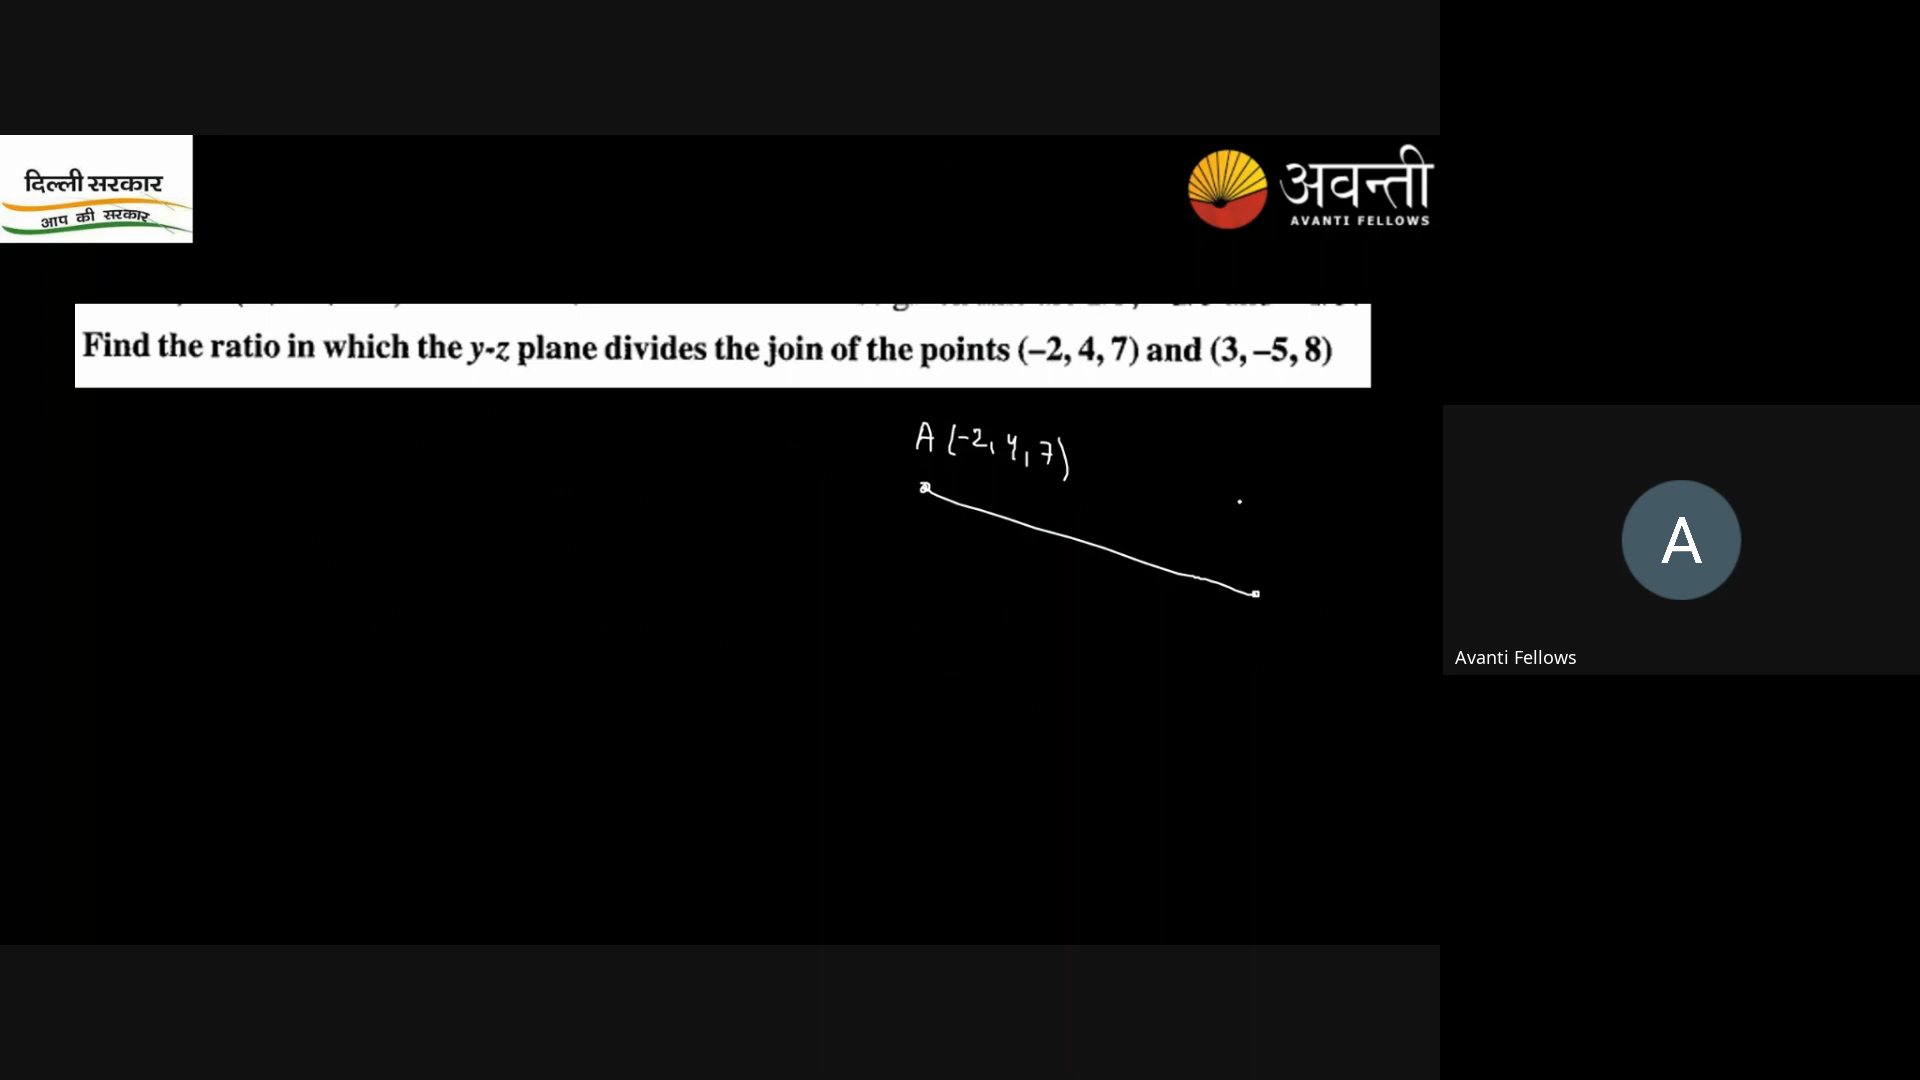 दिल्ली सरकार
आप की सरकार
अवन्ती
AVANTI FELLOWS
Find the ratio in which the y-z plane divides the join of the points (–2, 4, 7) and (3, –5, 8)
A (-2, 4, 7)
A
Avanti Fellows